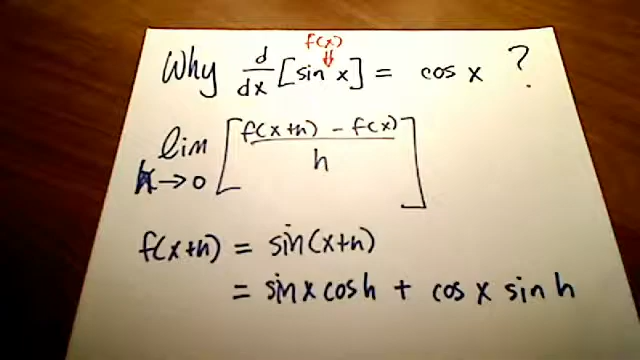 f(x)
Why d/dx [sin x] = cos x ?
lim h→0 [ f(x+h) - f(x) / h ]
f(x+h) = sin(x+h)
= sin x cos h + cos x sin h